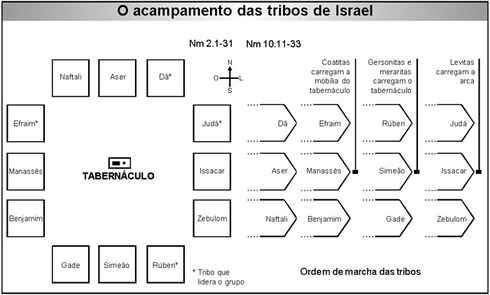 O acampamento das tribos de Israel
Nm 2.1-31 Nm 10.11-33
Naftali Aser Dã*
N
O L
S
Coatitas
carregam a
mobília do
tabernáculo
Gersonitas e
meraritas
carregam o
tabernáculo
Levitas
carregam a
arca
Efraim* Judá* Dã Efraim Rúben Judá
Manassés Issacar Aser Manassés Simeão Issacar
TABERNÁCULO
Benjamim Zebulom Naftali Benjamim Gade Zebulom
Gade Simeão Rúben*
* Tribo que
lidera o grupo
Ordem de marcha das tribos